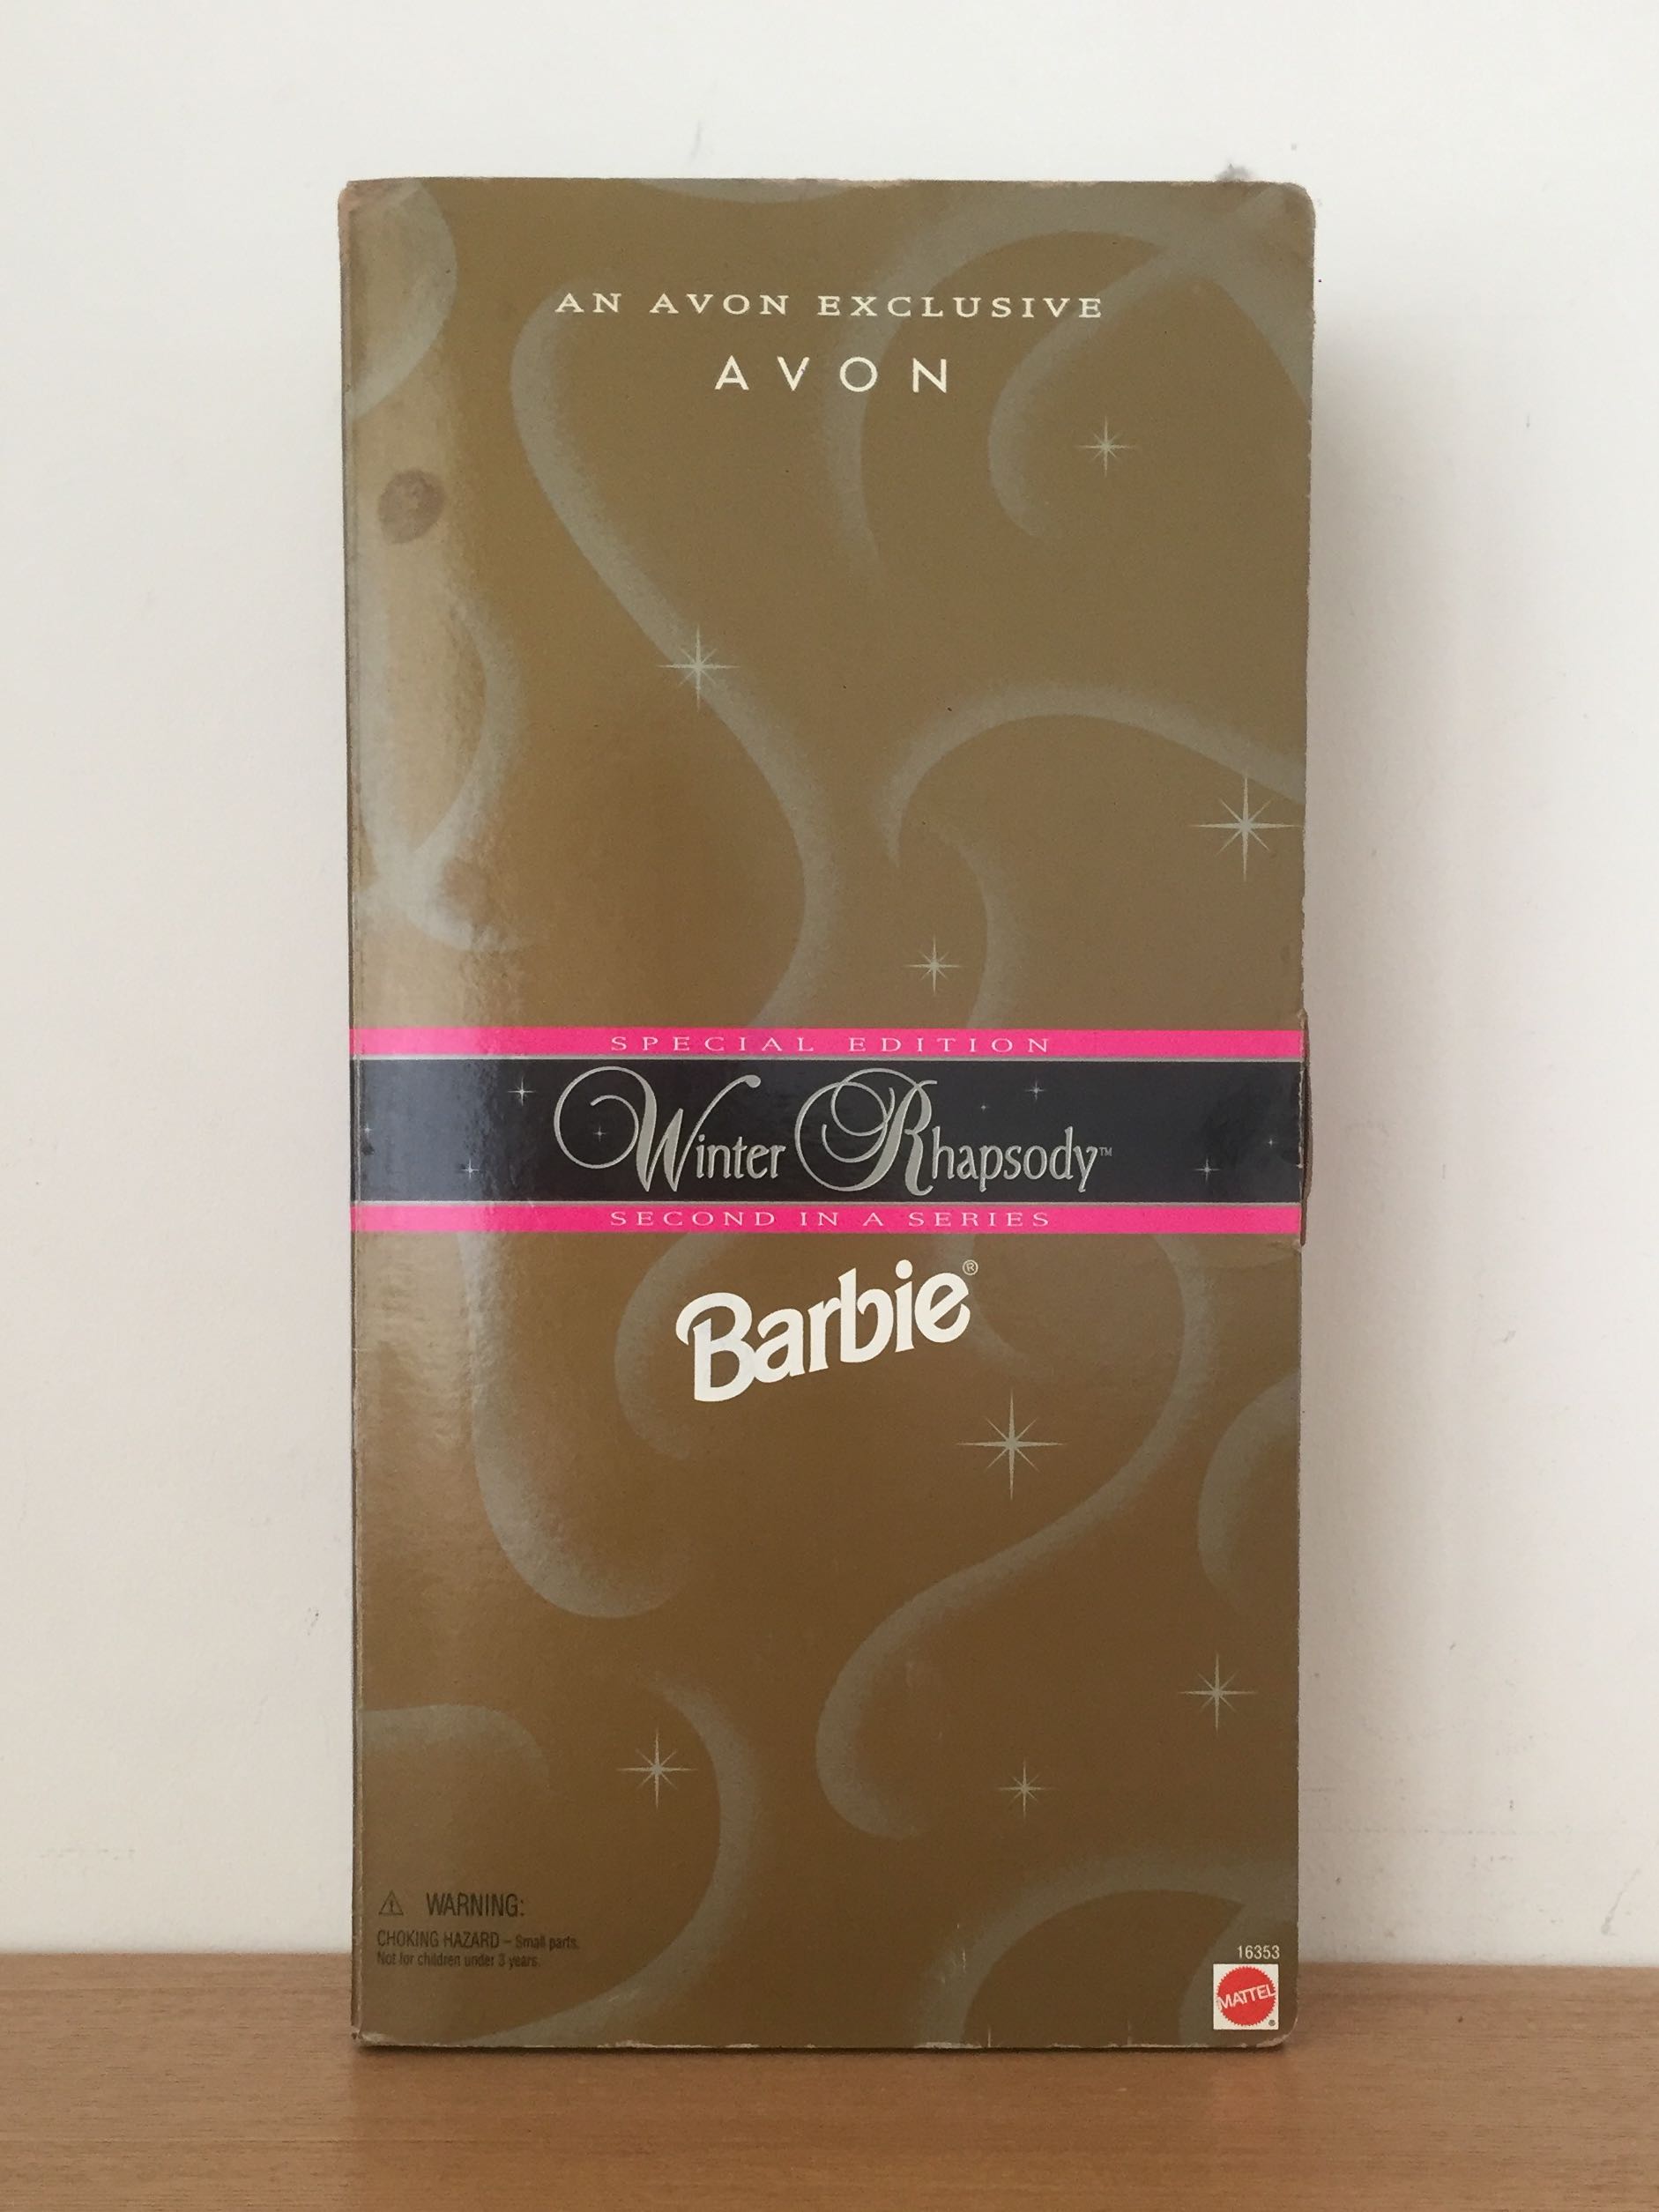 AN AVON EXCLUSIVE
AVON
SPECIAL EDITION
Winter Rhapsody™
SECOND IN A SERIES
Barbie®
⚠ WARNING:
CHOKING HAZARD – Small parts.
Not for children under 3 years.
16353
MATTEL®